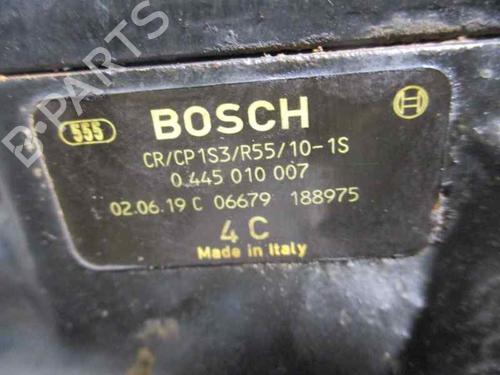 B-PARTS
555 BOSCH
CR/CP1S3/R55/10-1S
0 445 010 007
02.06.19 C 06679 188975
4 C
Made in Italy